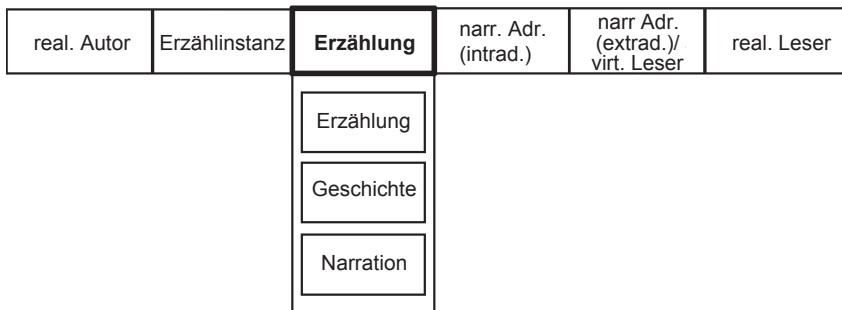 real. Autor
Erzählinstanz
Erzählung
narr. Adr.
(intrad.)
narr Adr.
(extrad.)/
virt. Leser
real. Leser
Erzählung
Geschichte
Narration